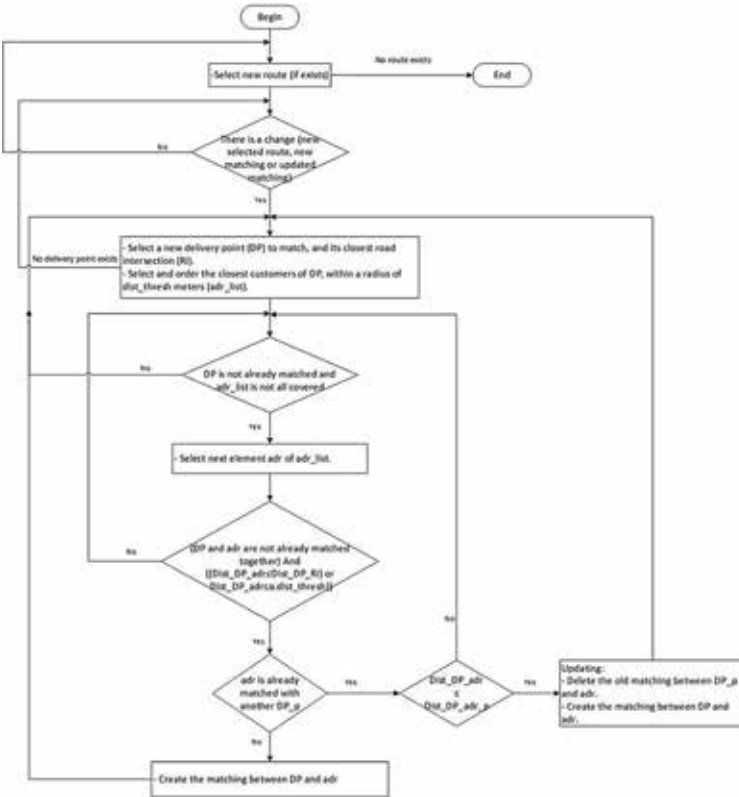 Begin
No route exists
-Select new route (if exists)
End
There is a change (new
selected route, new
matching or updated
matching)
No
Yes
- Select a new delivery point (DP) to match, and its closest road
intersection (RI).
- Select and order the closest customers of DP, within a radius of
dist_thresh meters (adr_list).
No delivery point exists
DP is not already matched and
adr_list is not all covered
No
Yes
- Select next element adr of adr_list.
(DP and adr are not already matched
together) And
No
No
Yes
adr is already
matched with
another DP_p
Yes
Dist_DP_adr
≤
Dist_DP_adr_p
Yes
Updating:
- Delete the old matching between DP_p
and adr.
- Create the matching between DP and
adr.
No
- Create the matching between DP and adr